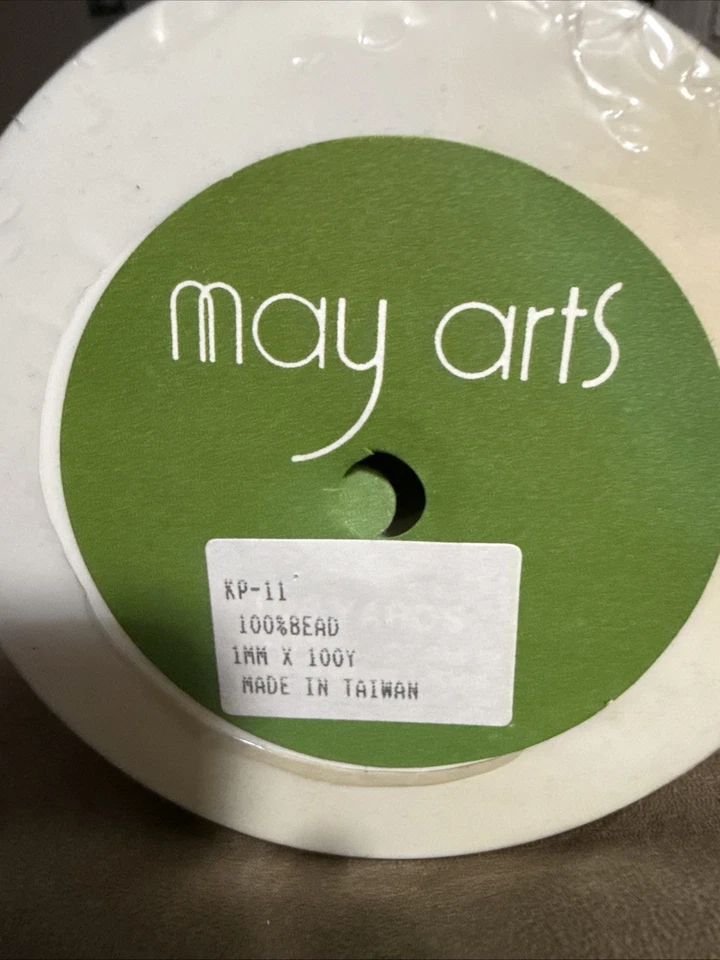 may arts
KP-11
100%BEAD
1MM X 100Y
MADE IN TAIWAN